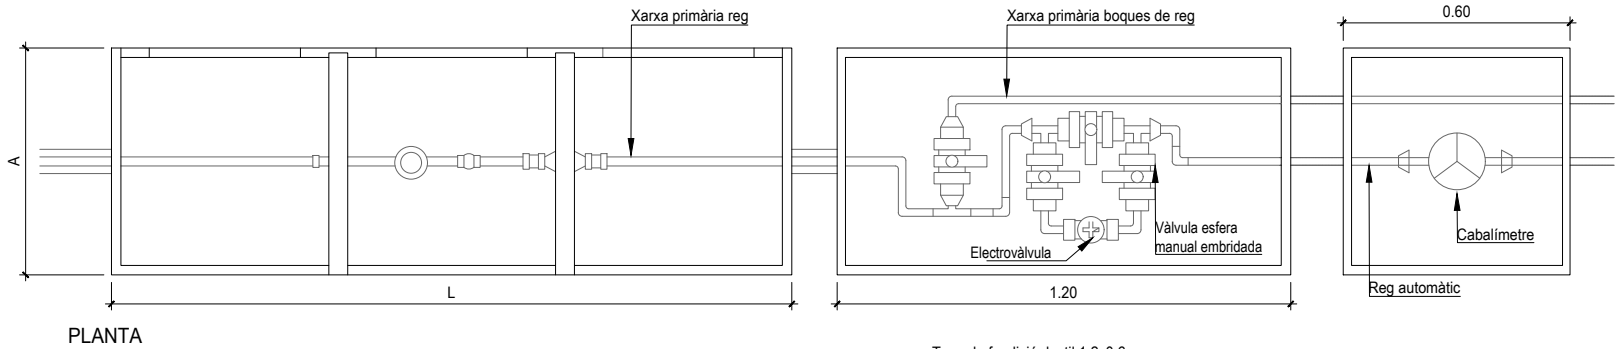 Xarxa primària reg
Xarxa primària boques de reg
0.60
A
Electrovàlvula
Vàlvula esfera
manual embridada
Cabalímetre
Reg automàtic
L
1.20
PLANTA